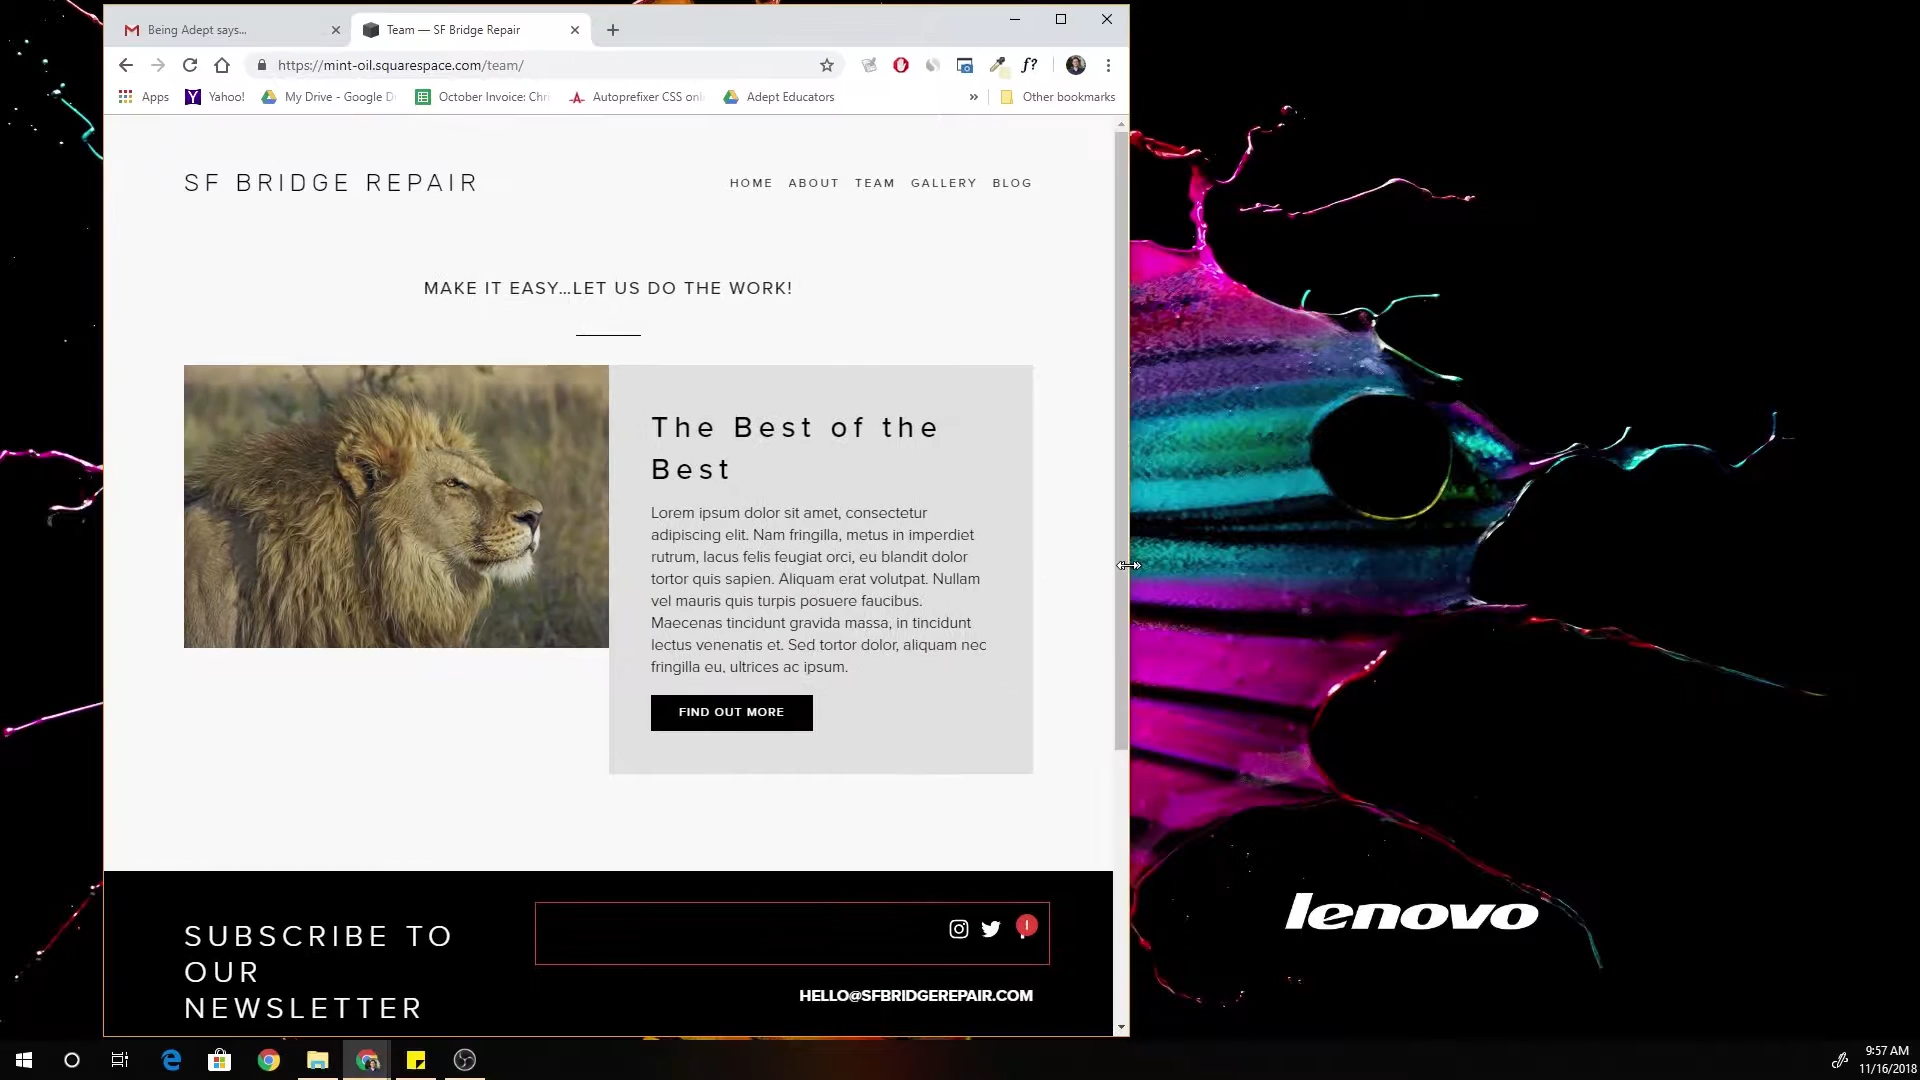 Being Adept says...
Team — SF Bridge Repair
https://mint-oil.squarespace.com/team/
f?
Apps
Yahoo!
My Drive - Google D
October Invoice: Chri
Autoprefixer CSS onl
Adept Educators
»
Other bookmarks
SF BRIDGE REPAIR
HOME ABOUT TEAM GALLERY BLOG
MAKE IT EASY...LET US DO THE WORK!
The Best of the
Best
Lorem ipsum dolor sit amet, consectetur
adipiscing elit. Nam fringilla, metus in imperdiet
rutrum, lacus felis feugiat orci, eu blandit dolor
tortor quis sapien. Aliquam erat volutpat. Nullam
vel mauris quis turpis posuere faucibus.
Maecenas tincidunt gravida massa, in tincidunt
lectus venenatis et. Sed tortor dolor, aliquam nec
fringilla eu, ultrices ac ipsum.
FIND OUT MORE
SUBSCRIBE TO
OUR
NEWSLETTER
HELLO@SFBRIDGEREPAIR.COM
lenovo
9:57 AM
11/16/2018